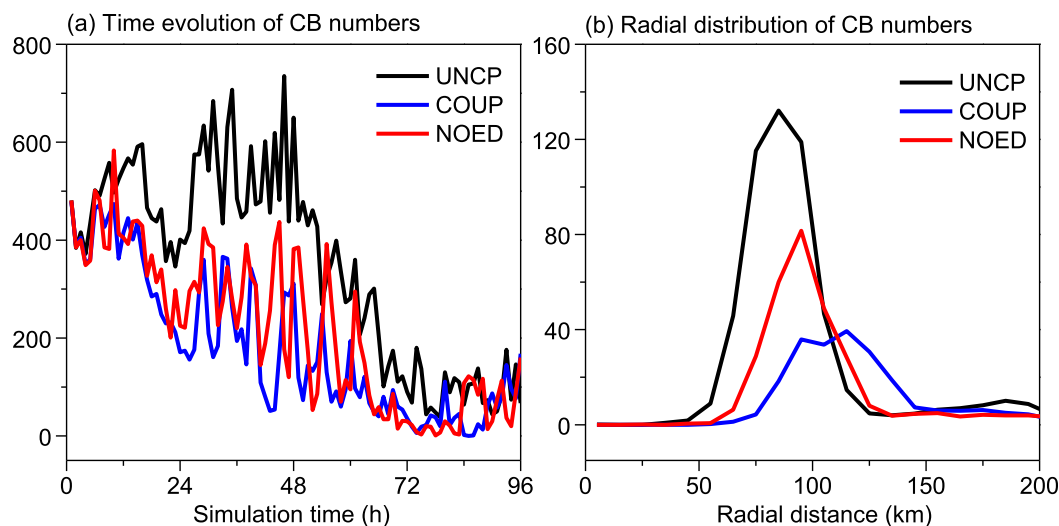 (a) Time evolution of CB numbers
800
600
400
200
0
UNCP
COUP
NOED
0 24 48 72 96
Simulation time (h)
(b) Radial distribution of CB numbers
160
120
80
40
0
UNCP
COUP
NOED
0 50 100 150 200
Radial distance (km)